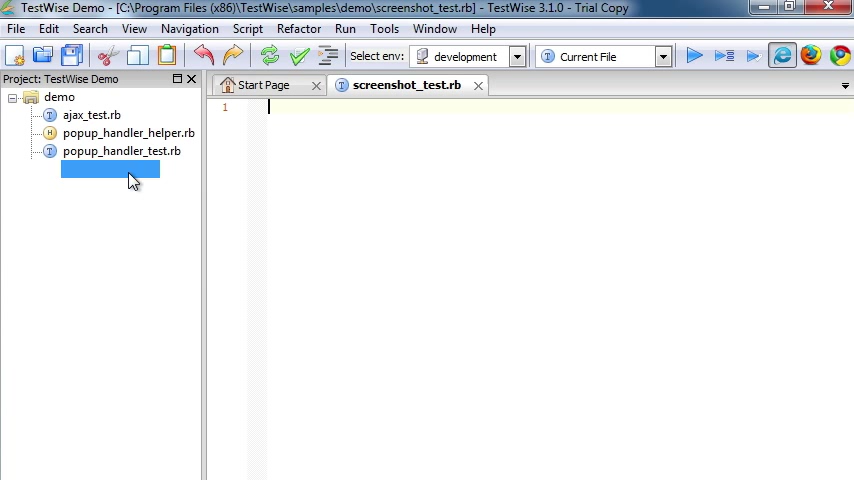 TestWise Demo - [C:\Program Files (x86)\TestWise\samples\demo\screenshot_test.rb] - TestWise 3.1.0 - Trial Copy
File Edit Search View Navigation Script Refactor Run Tools Window Help
Select env: development Current File
Project: TestWise Demo
Start Page screenshot_test.rb
demo
ajax_test.rb
popup_handler_helper.rb
popup_handler_test.rb
1